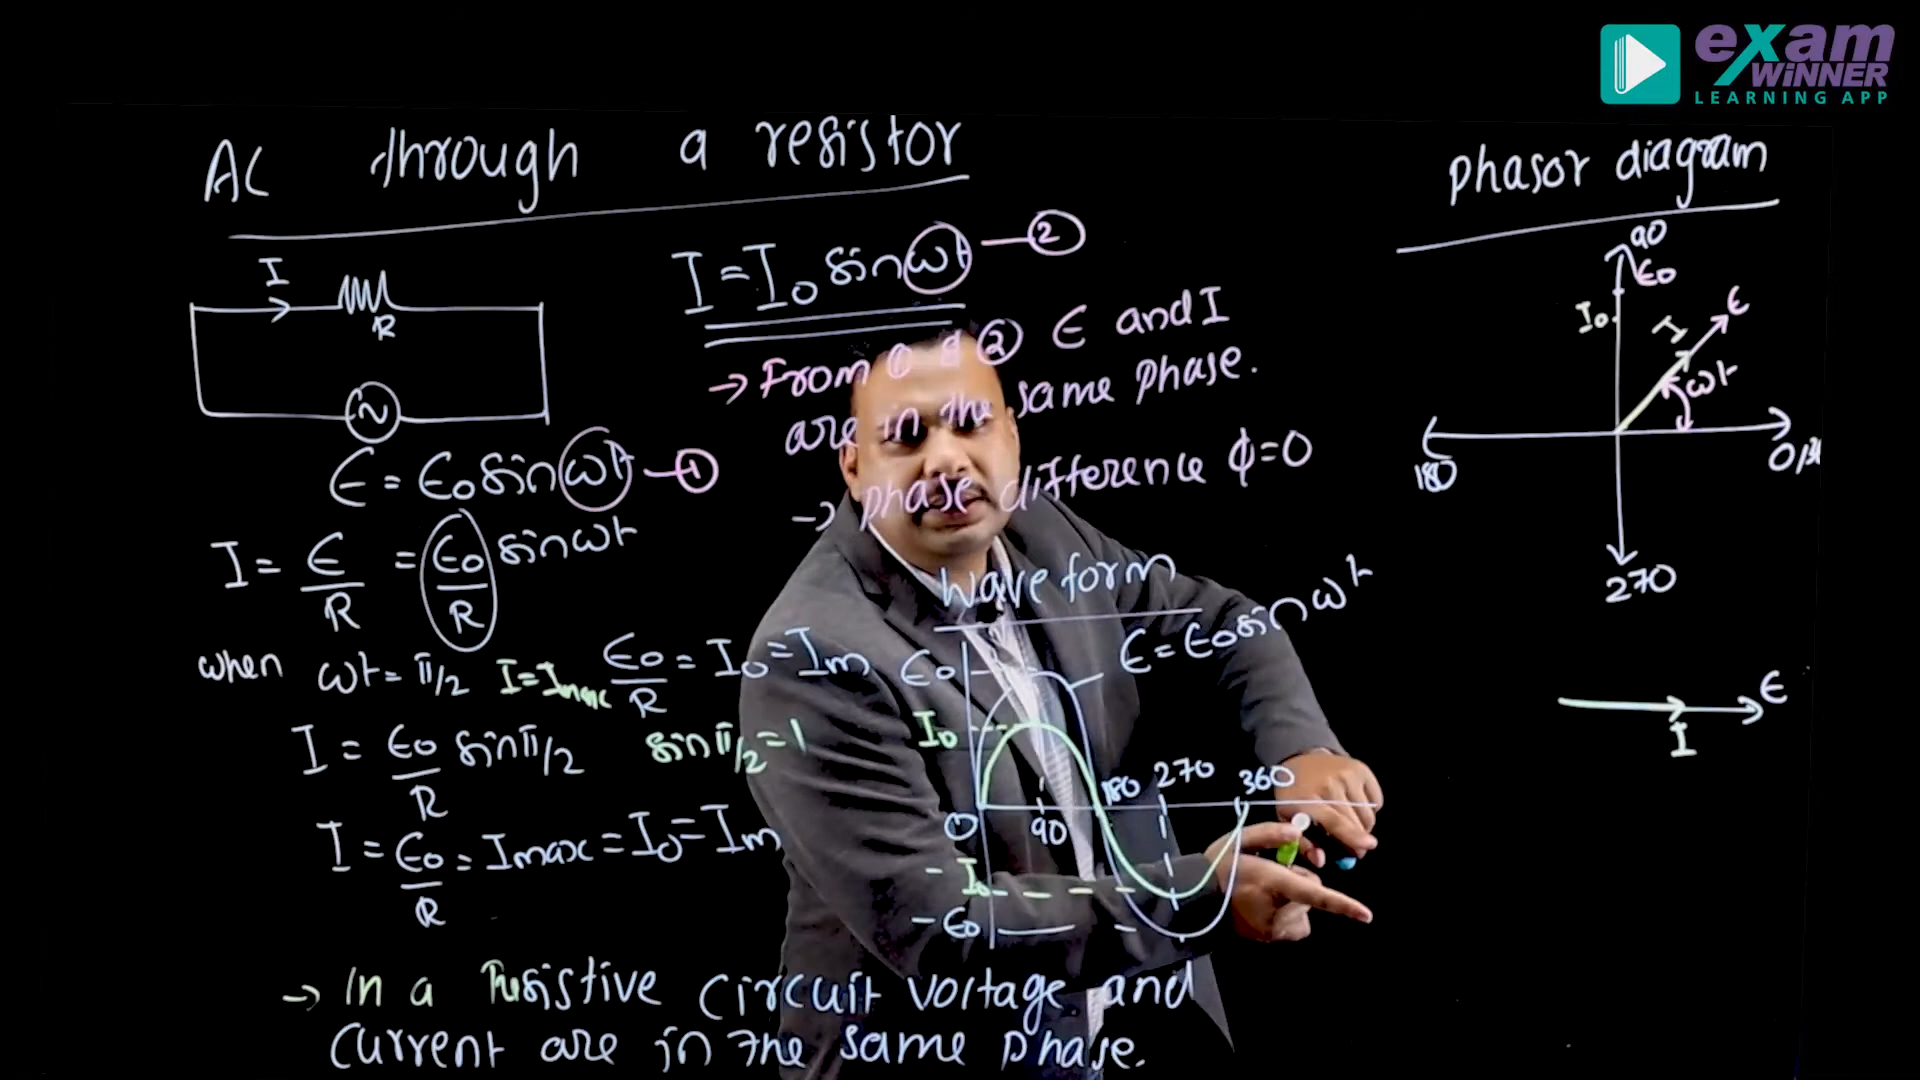 exam
WiNNER
LEARNING APP
AC through a resistor
I
R
~
ϵ = ϵ₀ sin ωt — ①
I = ϵ/R = ϵ₀/R sin ωt
when ωt = π/2 I = Imax ϵ₀/R = I₀ = Im
I = ϵ₀/R sin π/2 sin π/2 = 1
I = ϵ₀/R = Imax = I₀ = Im
→ In a Resistive circuit voltage and
current are in the same phase.
I = I₀ sin ωt — ②
→ From ① & ② ϵ and I
are in the same phase.
→ phase difference φ = 0
wave form
ϵ = ϵ₀ sin ωt
ϵ₀
I₀
0 90 180 270 360
- I₀
- ϵ₀
phasor diagram
90
ϵ₀
I₀
I
ϵ
ωt
180
270
ϵ
I